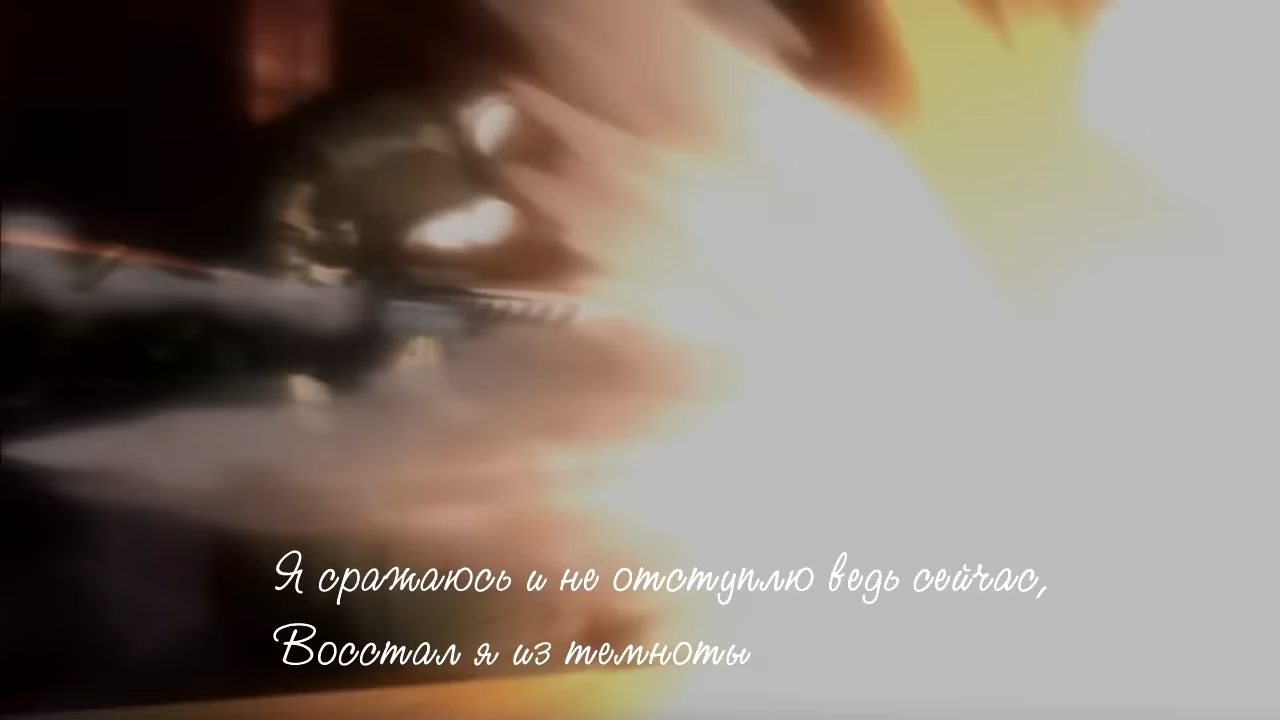 Я сражаюсь и не отступлю ведь сейчас,
Восстал я из темноты